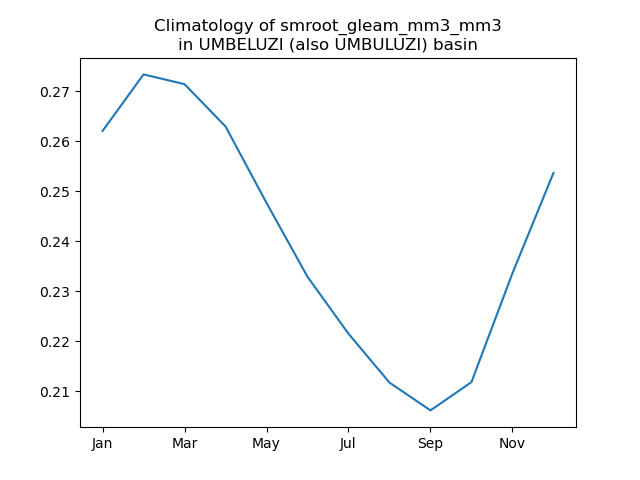 Climatology of smroot_gleam_mm3_mm3
in UMBELUZI (also UMBULUZI) basin
0.27
0.26
0.25
0.24
0.23
0.22
0.21
Jan Mar May Jul Sep Nov